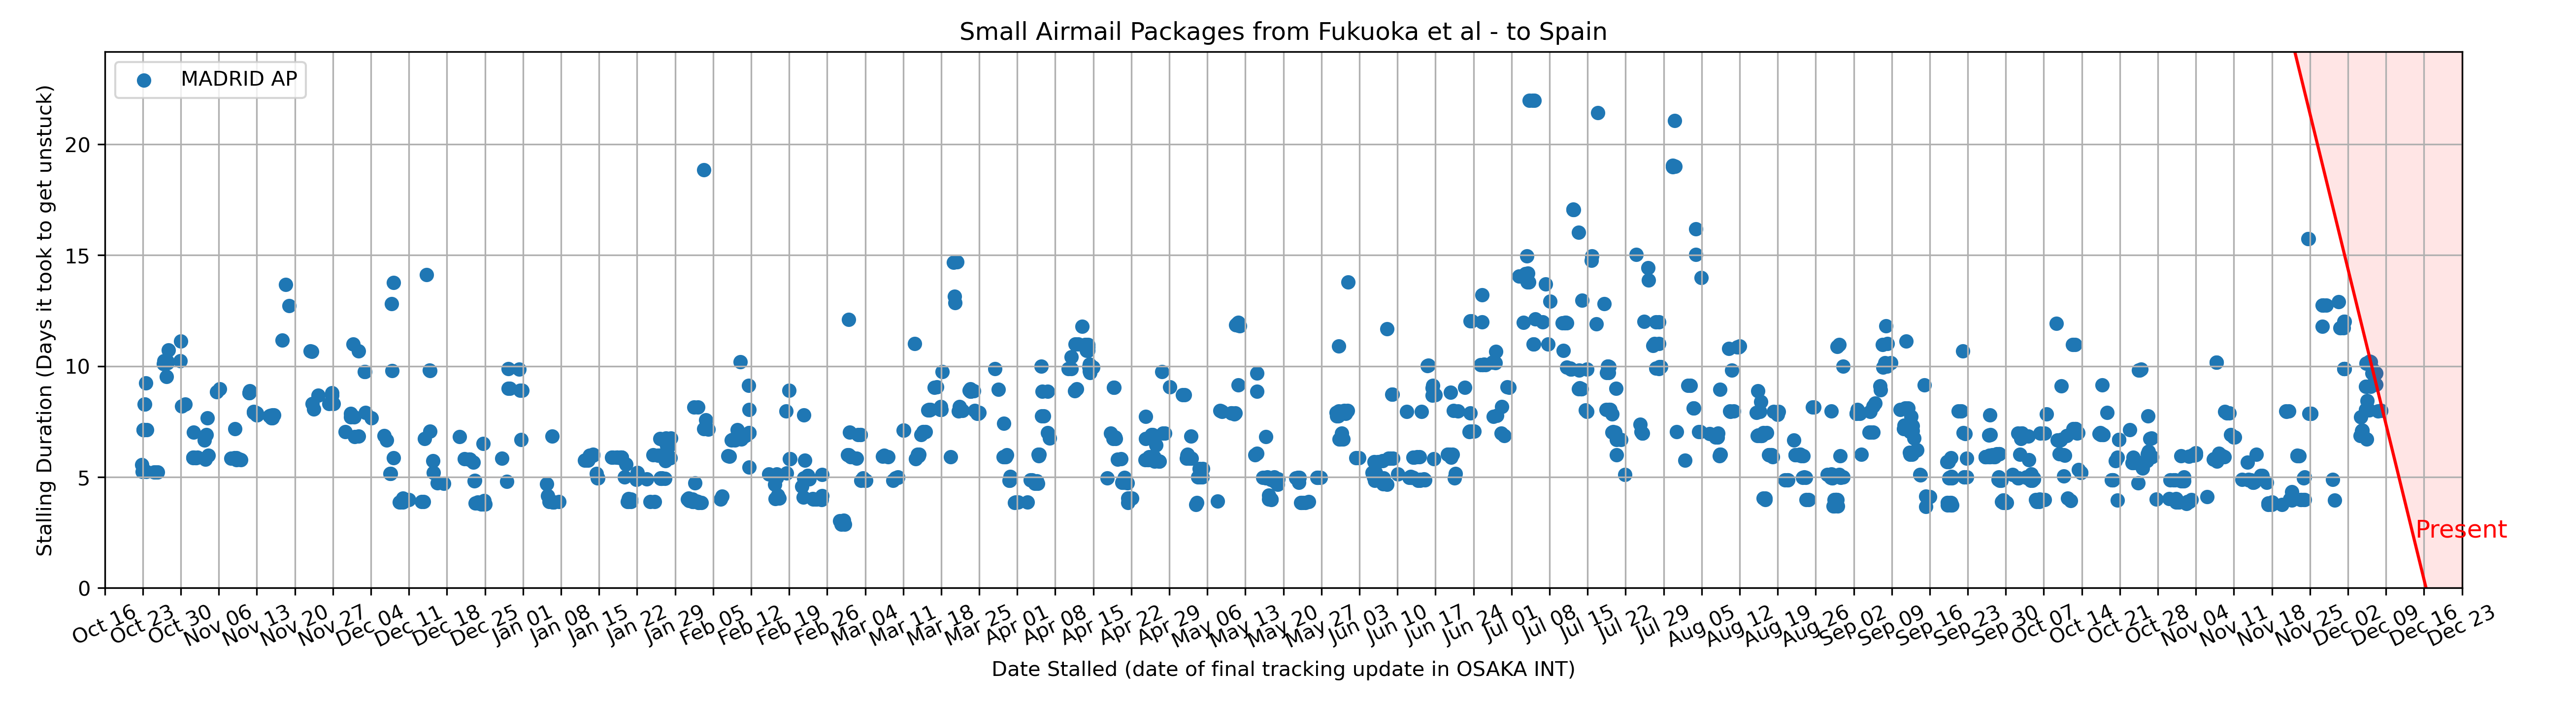 Small Airmail Packages from Fukuoka et al - to Spain
MADRID AP
Stalling Duration (Days it took to get unstuck)
20
15
10
5
0
Present
Oct 16 Oct 23 Oct 30 Nov 06 Nov 13 Nov 20 Nov 27 Dec 04 Dec 11 Dec 18 Dec 25 Jan 01 Jan 08 Jan 15 Jan 22 Jan 29 Feb 05 Feb 12 Feb 19 Feb 26 Mar 04 Mar 11 Mar 18 Mar 25 Apr 01 Apr 08 Apr 15 Apr 22 Apr 29 May 06 May 13 May 20 May 27 Jun 03 Jun 10 Jun 17 Jun 24 Jul 01 Jul 08 Jul 15 Jul 22 Jul 29 Aug 05 Aug 12 Aug 19 Aug 26 Sep 02 Sep 09 Sep 16 Sep 23 Sep 30 Oct 07 Oct 14 Oct 21 Oct 28 Nov 04 Nov 11 Nov 18 Nov 25 Dec 02 Dec 09 Dec 16 Dec 23
Date Stalled (date of final tracking update in OSAKA INT)